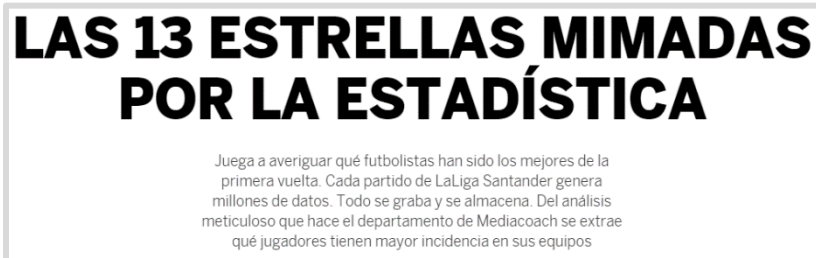 LAS 13 ESTRELLAS MIMADAS
POR LA ESTADÍSTICA
Juega a averiguar qué futbolistas han sido los mejores de la
primera vuelta. Cada partido de LaLiga Santander genera
millones de datos. Todo se graba y se almacena. Del análisis
meticuloso que hace el departamento de Mediacoach se extrae
qué jugadores tienen mayor incidencia en sus equipos